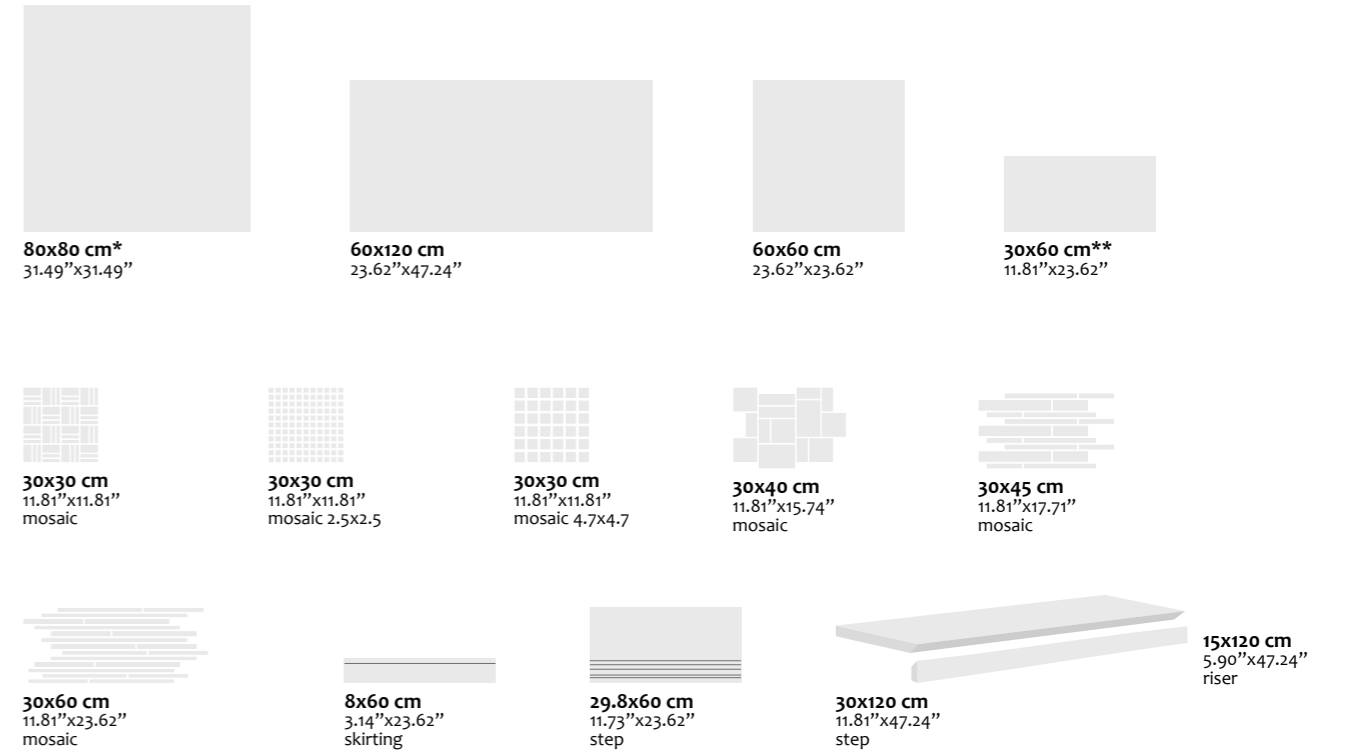 80x80 cm*
31.49”x31.49”
60x120 cm
23.62”x47.24”
60x60 cm
23.62”x23.62”
30x60 cm**
11.81”x23.62”
30x30 cm
11.81”x11.81”
mosaic
30x30 cm
11.81”x11.81”
mosaic 2.5x2.5
30x30 cm
11.81”x11.81”
mosaic 4.7x4.7
30x40 cm
11.81”x15.74”
mosaic
30x45 cm
11.81”x17.71”
mosaic
30x60 cm
11.81”x23.62”
mosaic
8x60 cm
3.14”x23.62”
skirting
29.8x60 cm
11.73”x23.62”
step
30x120 cm
11.81”x47.24”
step
15x120 cm
5.90”x47.24”
riser